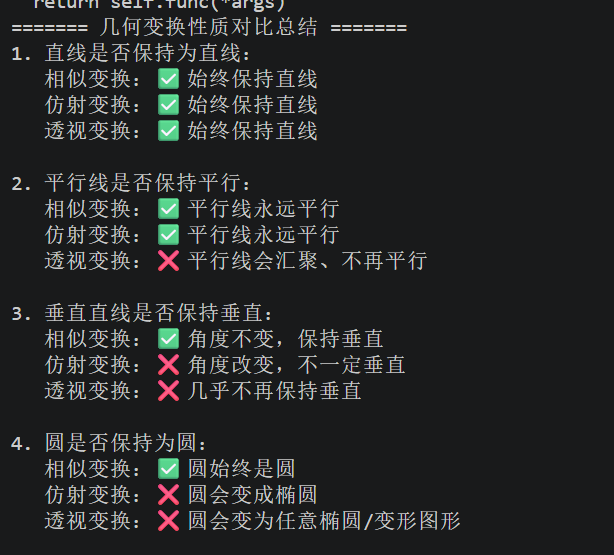 return self.func(*args)
======= 几何变换性质对比总结 =======
1. 直线是否保持为直线：
相似变换：✅ 始终保持直线
仿射变换：✅ 始终保持直线
透视变换：✅ 始终保持直线
2. 平行线是否保持平行：
相似变换：✅ 平行线永远平行
仿射变换：✅ 平行线永远平行
透视变换：❌ 平行线会汇聚、不再平行
3. 垂直直线是否保持垂直：
相似变换：✅ 角度不变，保持垂直
仿射变换：❌ 角度改变，不一定垂直
透视变换：❌ 几乎不再保持垂直
4. 圆是否保持为圆：
相似变换：✅ 圆始终是圆
仿射变换：❌ 圆会变成椭圆
透视变换：❌ 圆会变为任意椭圆/变形图形